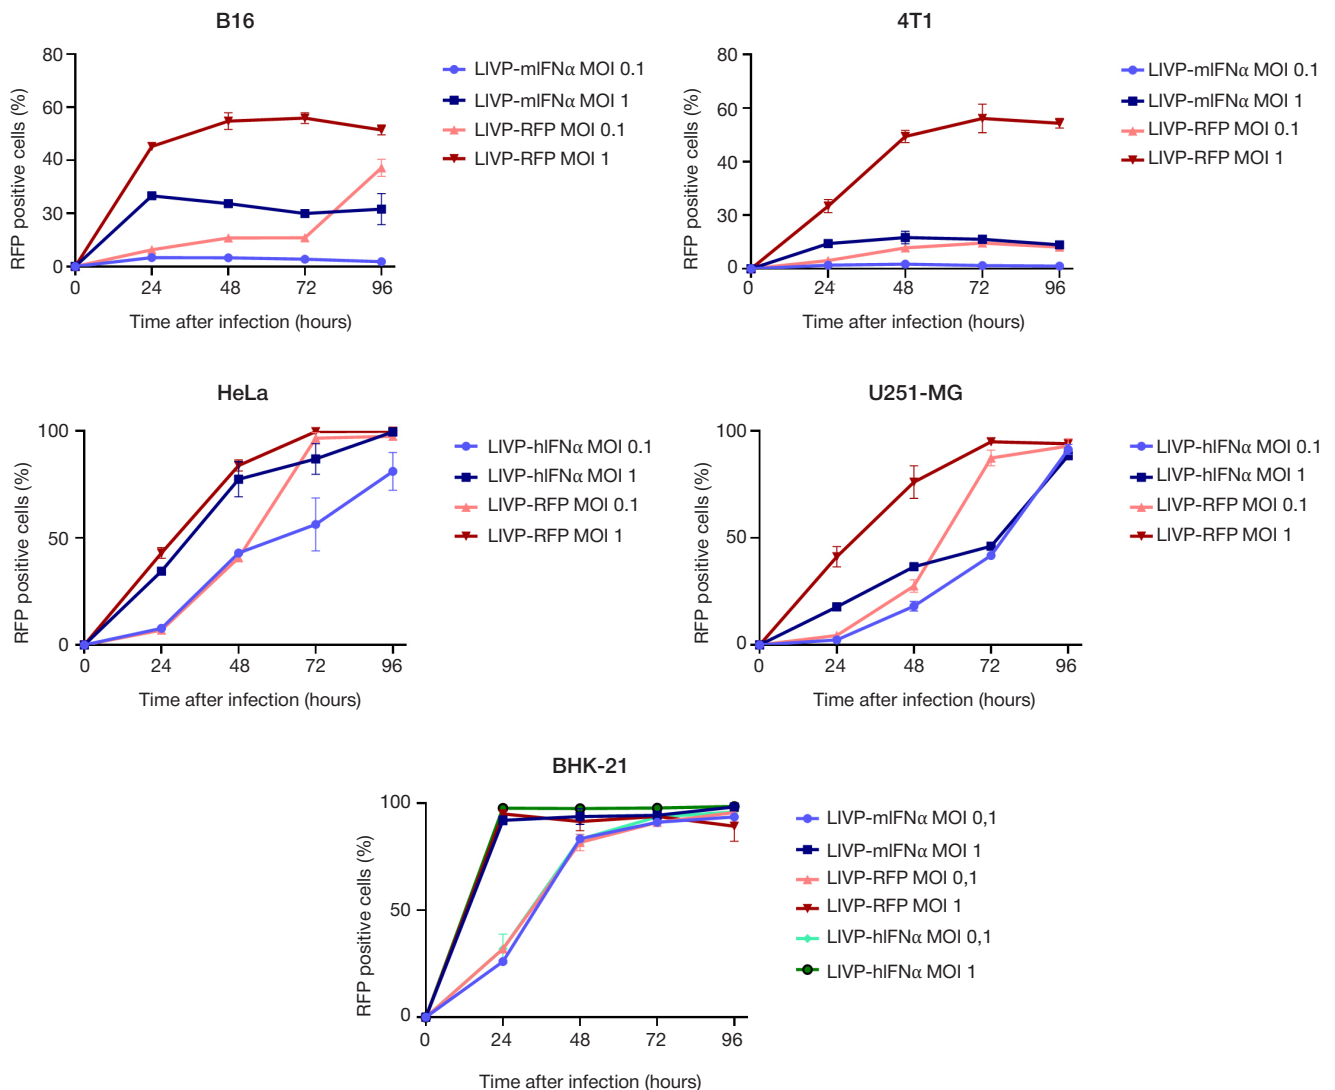 B16
80
60
40
30
0
0
24
48
72
96
RFP positive cells (%)
Time after infection (hours)
LIVP-mIFNα MOI 0.1
LIVP-mIFNα MOI 1
LIVP-RFP MOI 0.1
LIVP-RFP MOI 1
4T1
80
60
40
30
0
0
24
48
72
96
RFP positive cells (%)
Time after infection (hours)
LIVP-mIFNα MOI 0.1
LIVP-mIFNα MOI 1
LIVP-RFP MOI 0.1
LIVP-RFP MOI 1
HeLa
100
50
0
0
24
48
72
96
RFP positive cells (%)
Time after infection (hours)
LIVP-hIFNα MOI 0.1
LIVP-hIFNα MOI 1
LIVP-RFP MOI 0.1
LIVP-RFP MOI 1
U251-MG
100
50
0
0
24
48
72
96
RFP positive cells (%)
Time after infection (hours)
LIVP-hIFNα MOI 0.1
LIVP-hIFNα MOI 1
LIVP-RFP MOI 0.1
LIVP-RFP MOI 1
BHK-21
100
50
0
0
24
48
72
96
RFP positive cells (%)
Time after infection (hours)
LIVP-mIFNα MOI 0,1
LIVP-mIFNα MOI 1
LIVP-RFP MOI 0,1
LIVP-RFP MOI 1
LIVP-hIFNα MOI 0,1
LIVP-hIFNα MOI 1